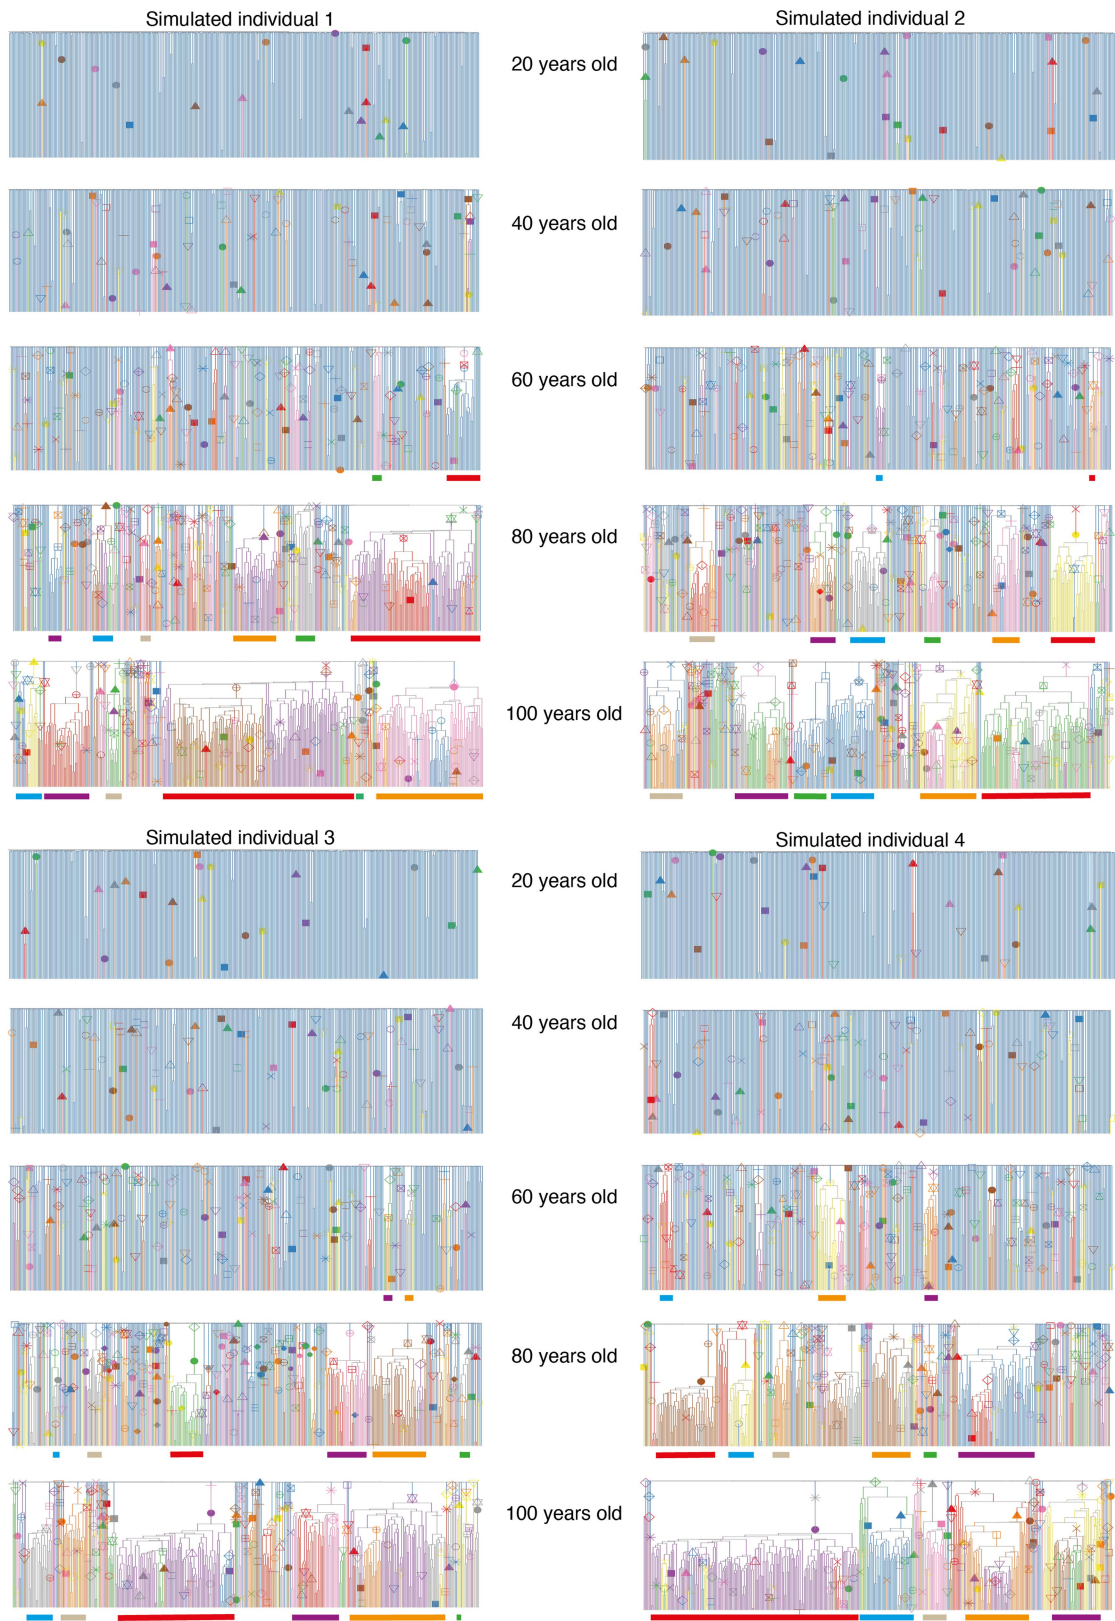 Simulated individual 1
Simulated individual 2
20 years old
40 years old
60 years old
80 years old
100 years old
Simulated individual 3
Simulated individual 4
20 years old
40 years old
60 years old
80 years old
100 years old